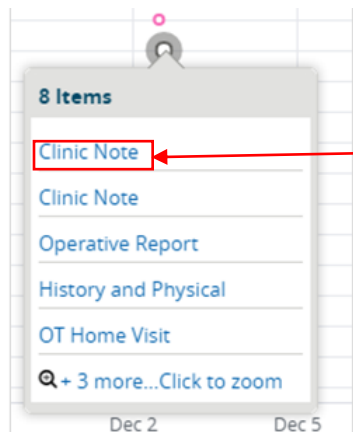 8 Items
Clinic Note
Clinic Note
Operative Report
History and Physical
OT Home Visit
+ 3 more...Click to zoom
Dec 2 Dec 5